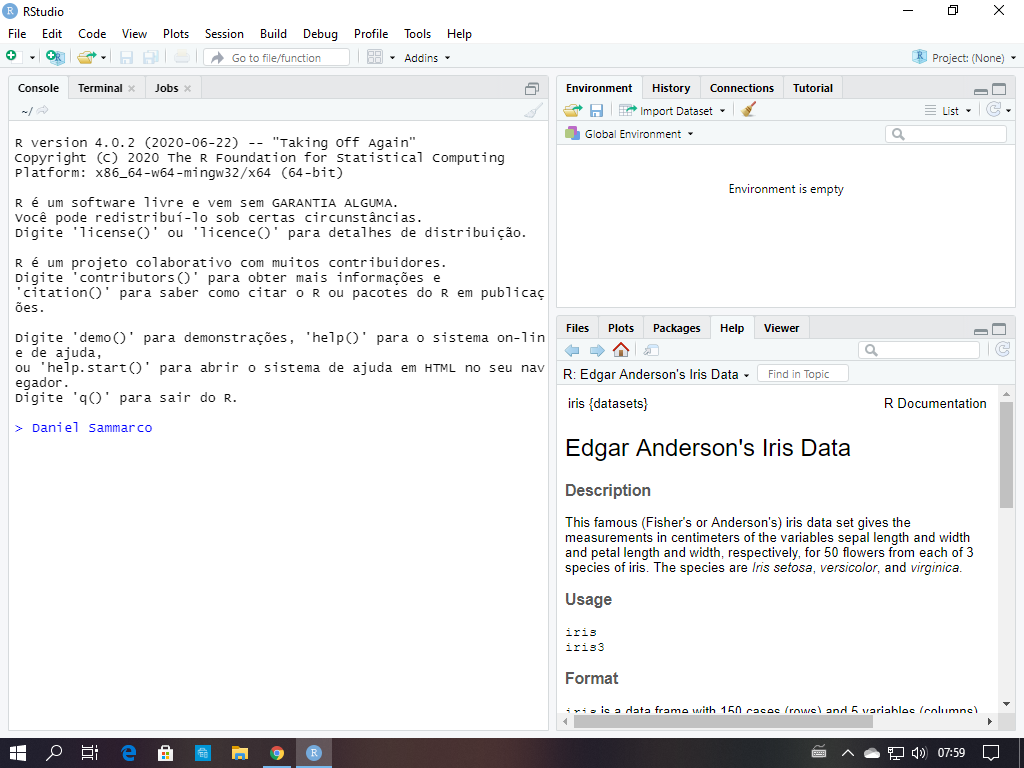 RStudio
File Edit Code View Plots Session Build Debug Profile Tools Help
Go to file/function Addins Project: (None)
Console Terminal Jobs
~/
R version 4.0.2 (2020-06-22) -- "Taking Off Again"
Copyright (C) 2020 The R Foundation for Statistical Computing
Platform: x86_64-w64-mingw32/x64 (64-bit)
R é um software livre e vem sem GARANTIA ALGUMA.
Você pode redistribuí-lo sob certas circunstâncias.
Digite 'license()' ou 'licence()' para detalhes de distribuição.
R é um projeto colaborativo com muitos contribuidores.
Digite 'contributors()' para obter mais informações e
'citation()' para saber como citar o R ou pacotes do R em publicaç
ões.
Digite 'demo()' para demonstrações, 'help()' para o sistema on-lin
e de ajuda,
ou 'help.start()' para abrir o sistema de ajuda em HTML no seu nav
egador.
Digite 'q()' para sair do R.
> Daniel Sammarco
Environment History Connections Tutorial
Import Dataset List
Global Environment
Environment is empty
Files Plots Packages Help Viewer
R: Edgar Anderson's Iris Data Find in Topic
iris {datasets} R Documentation
Edgar Anderson's Iris Data
Description
This famous (Fisher's or Anderson's) iris data set gives the
measurements in centimeters of the variables sepal length and width
and petal length and width, respectively, for 50 flowers from each of 3
species of iris. The species are Iris setosa, versicolor, and virginica.
Usage
iris
iris3
Format
iris is a data frame with 150 cases (rows) and 5 variables (columns)
07:59